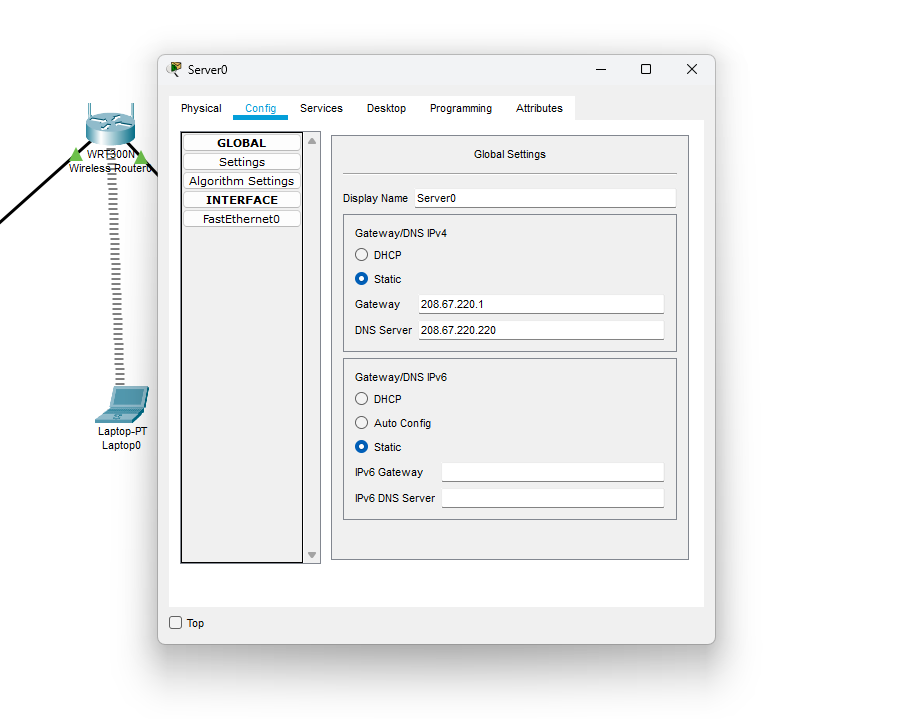 Server0
Physical Config Services Desktop Programming Attributes
GLOBAL
Settings
Algorithm Settings
INTERFACE
FastEthernet0
Global Settings
Display Name Server0
Gateway/DNS IPv4
DHCP
Static
Gateway 208.67.220.1
DNS Server 208.67.220.220
Gateway/DNS IPv6
DHCP
Auto Config
Static
IPv6 Gateway
IPv6 DNS Server
Top
WRT300N
Wireless Router0
Laptop-PT
Laptop0